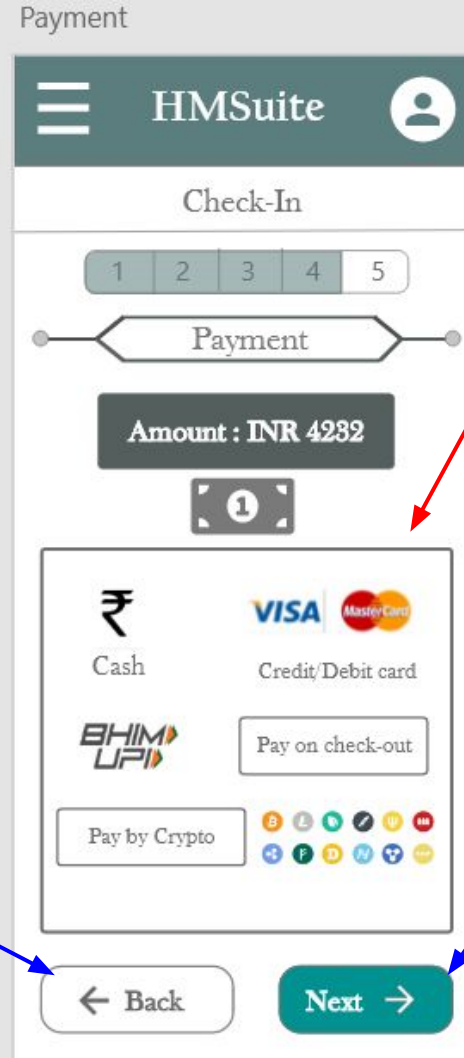 Payment
HMSuite
Check-In
1 2 3 4 5
Payment
Amount : INR 4232
1
₹ VISA MasterCard
Cash Credit/Debit card
BHIM UPI
Pay on check-out
Pay by Crypto
← Back Next →